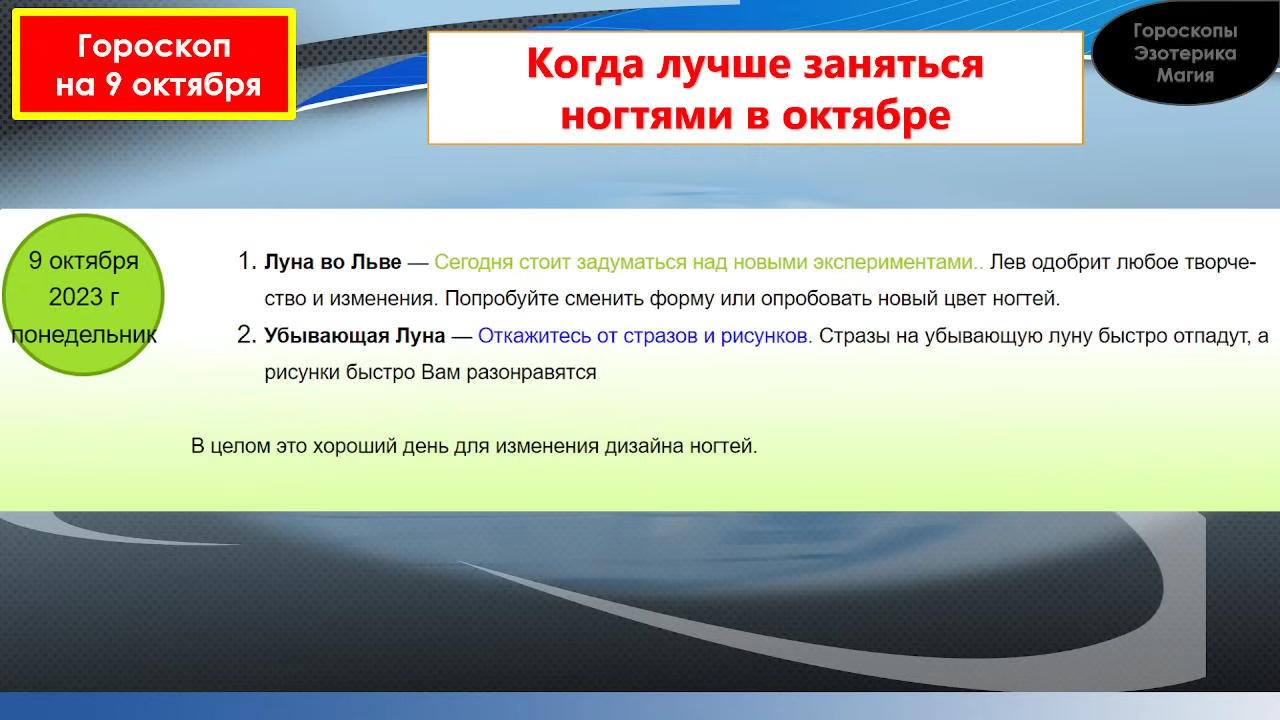 Гороскоп
на 9 октября
Когда лучше заняться
ногтями в октябре
Гороскопы
Эзотерика
Магия
9 октября
2023 г
понедельник
1. Луна во Льве — Сегодня стоит задуматься над новыми экспериментами.. Лев одобрит любое творче-
ство и изменения. Попробуйте сменить форму или опробовать новый цвет ногтей.
2. Убывающая Луна — Откажитесь от стразов и рисунков. Стразы на убывающую луну быстро отпадут, а
рисунки быстро Вам разонравятся
В целом это хороший день для изменения дизайна ногтей.